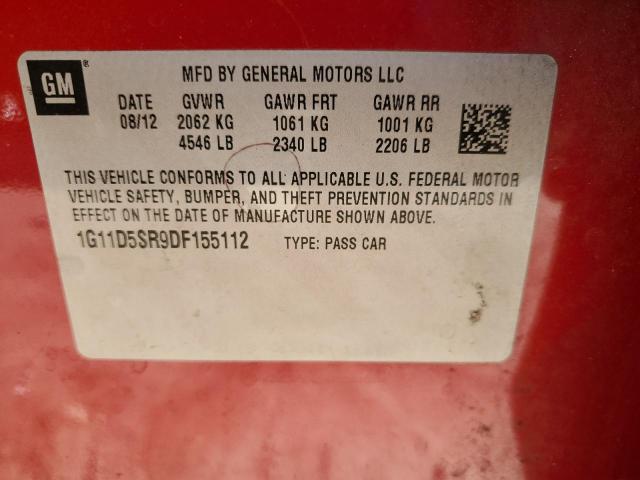 GM ®
MFD BY GENERAL MOTORS LLC
DATE GVWR GAWR FRT GAWR RR
08/12 2062 KG 1061 KG 1001 KG
4546 LB 2340 LB 2206 LB
THIS VEHICLE CONFORMS TO ALL APPLICABLE U.S. FEDERAL MOTOR
VEHICLE SAFETY, BUMPER, AND THEFT PREVENTION STANDARDS IN
EFFECT ON THE DATE OF MANUFACTURE SHOWN ABOVE.
1G11D5SR9DF155112 TYPE: PASS CAR